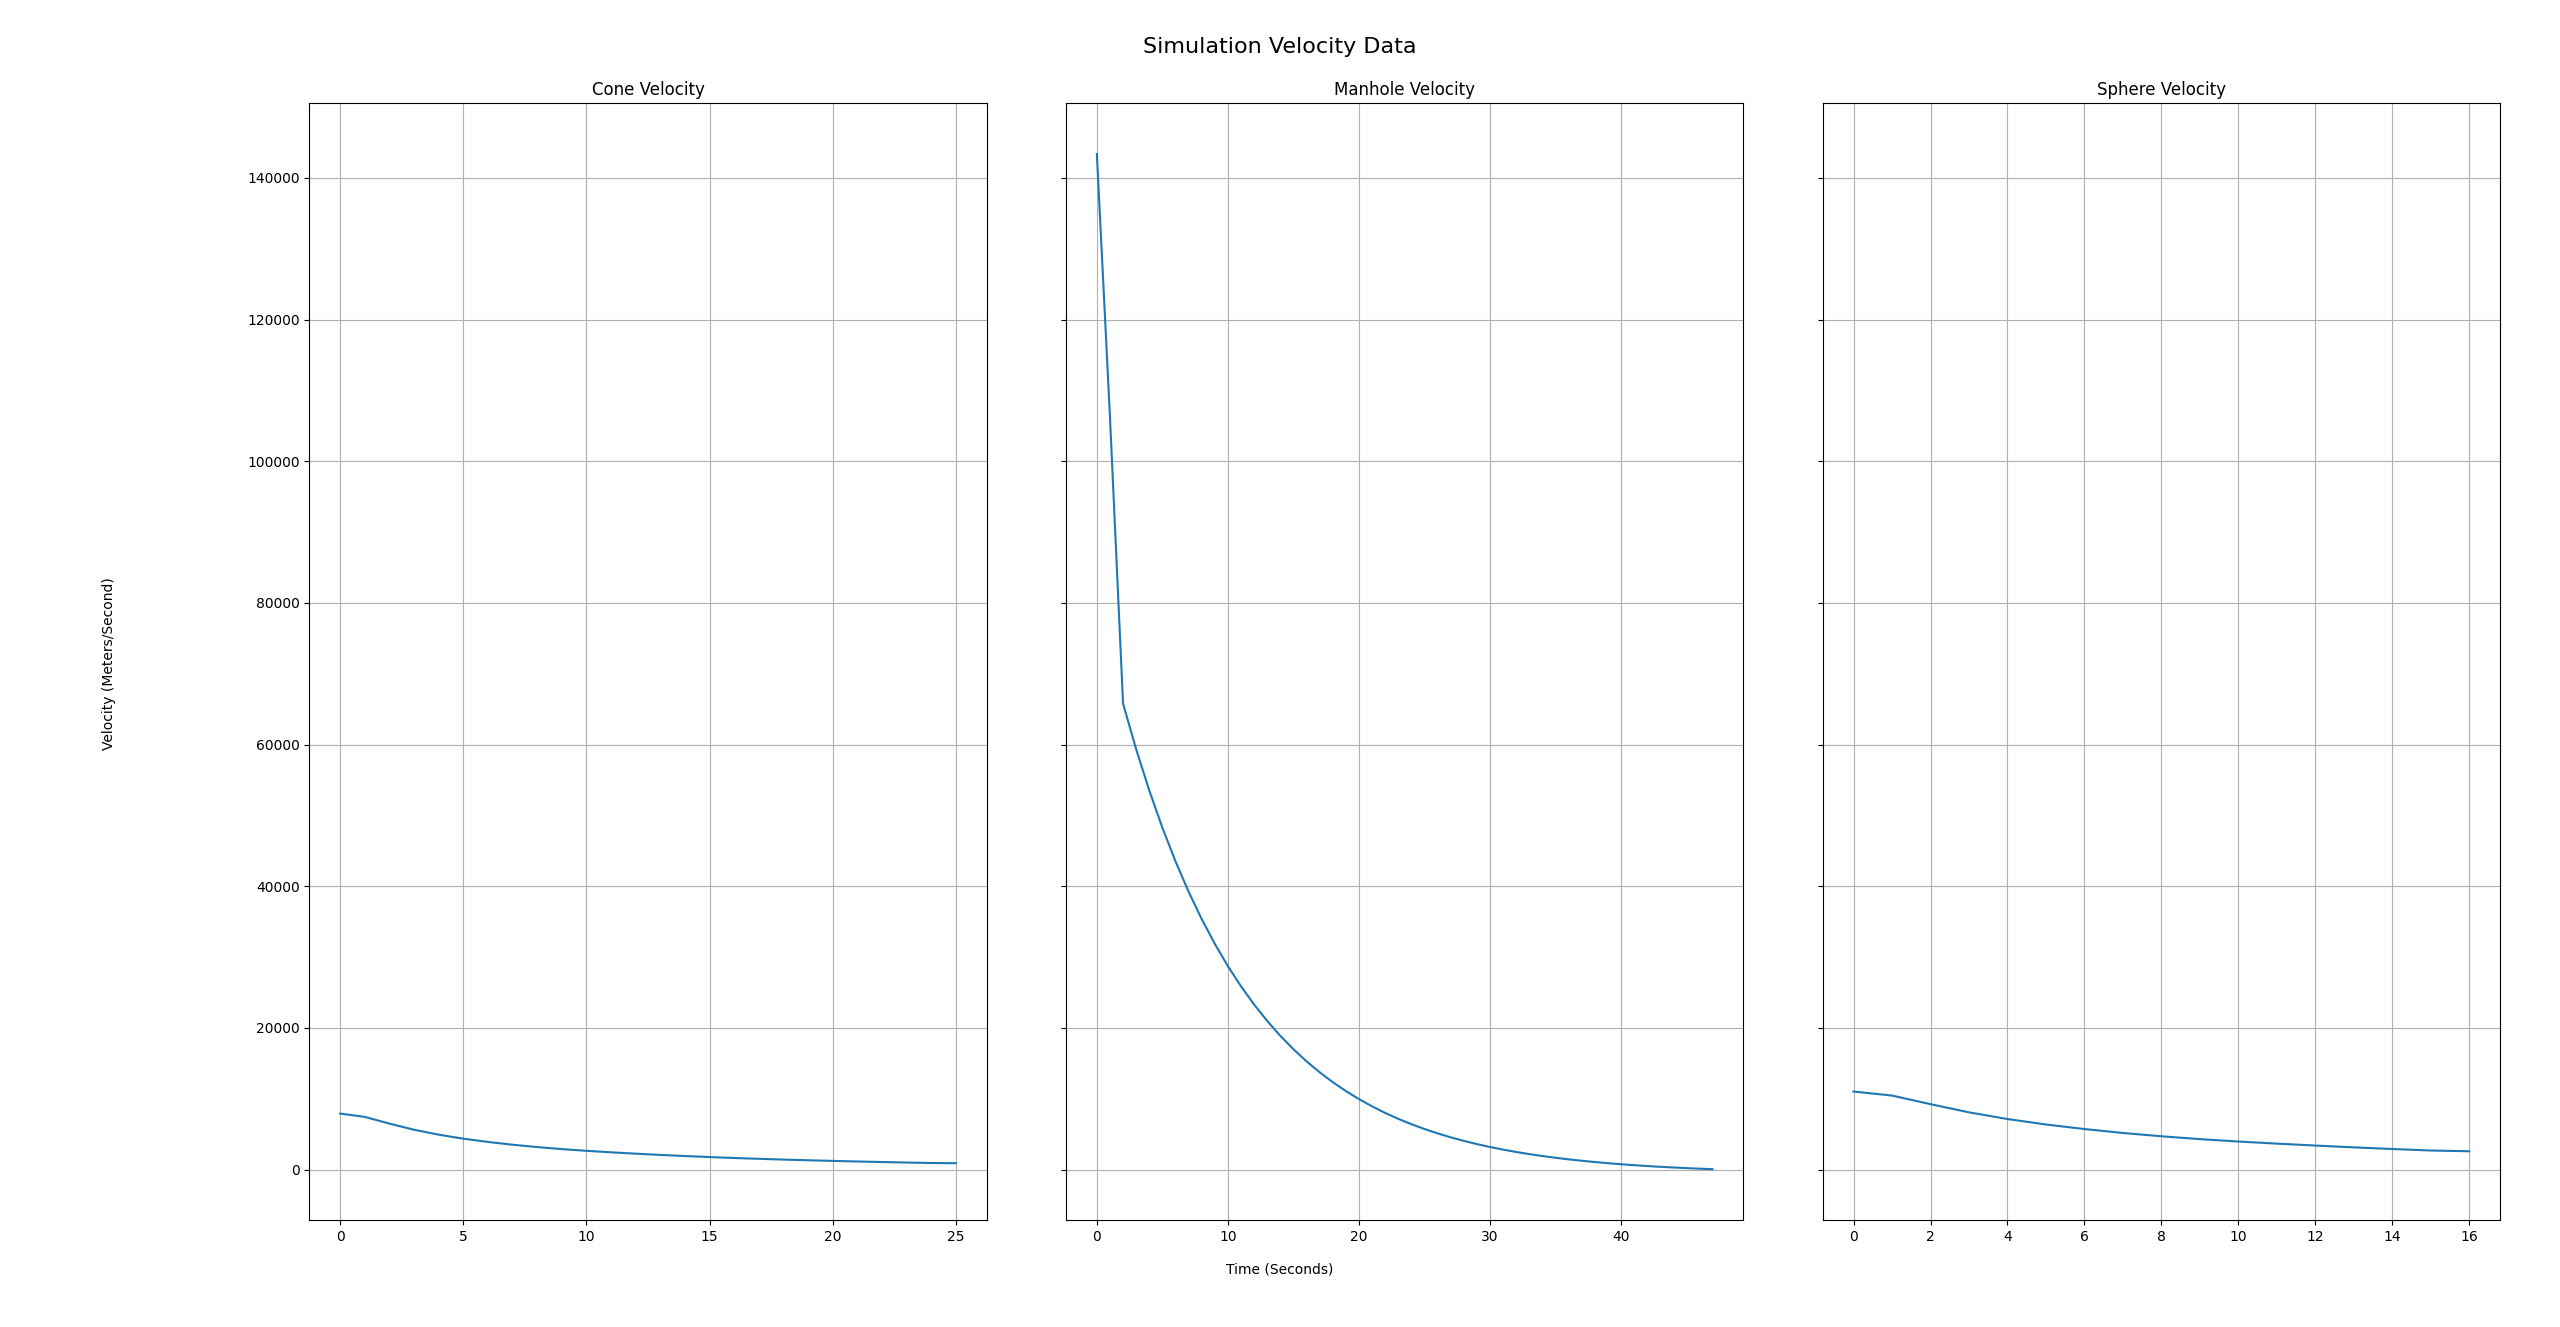 Simulation Velocity Data
Cone Velocity
Manhole Velocity
Sphere Velocity
Velocity (Meters/Second)
140000
120000
100000
80000
60000
40000
20000
0
0 5 10 15 20 25
0 10 20 30 40
0 2 4 6 8 10 12 14 16
Time (Seconds)